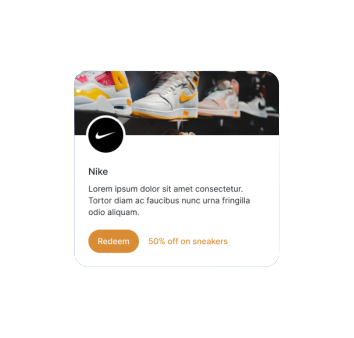 Nike
Lorem ipsum dolor sit amet consectetur.
Tortor diam ac faucibus nunc urna fringilla
odio aliquam.
Redeem 50% off on sneakers